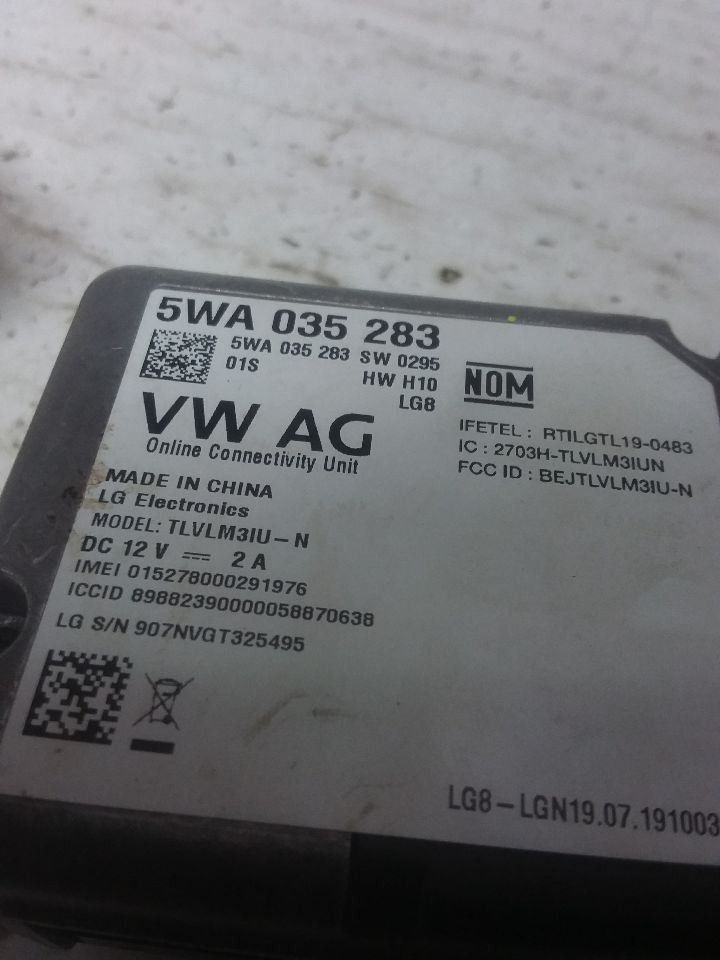 5WA 035 283
5WA 035 283 SW 0295
01S HW H10
LG8
NOM
VW AG
Online Connectivity Unit
IFETEL : RTILGTL19-0483
IC : 2703H-TLVLM3IUN
FCC ID : BEJTLVLM3IU-N
MADE IN CHINA
LG Electronics
MODEL: TLVLM3IU-N
DC 12 V ⎓ 2 A
IMEI 015278000291976
ICCID 89882390000058870638
LG S/N 907NVGT325495
LG8-LGN19.07.191003